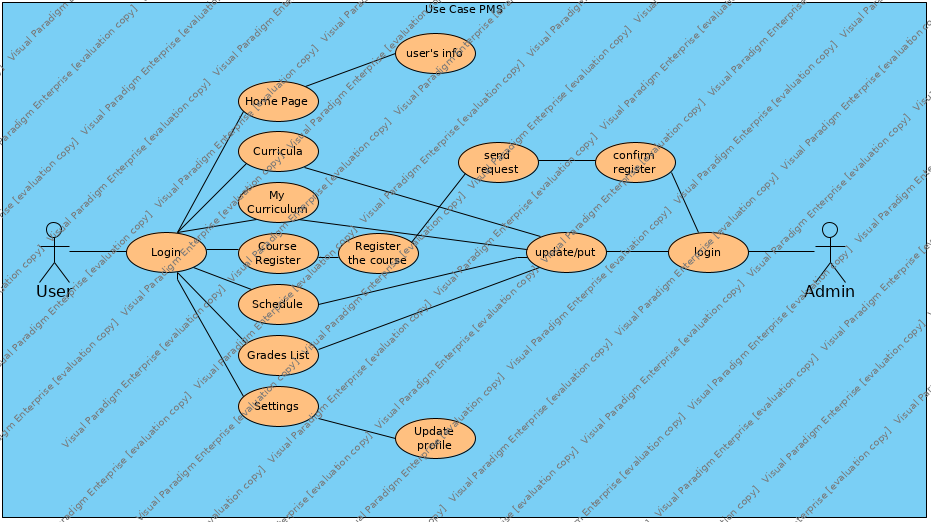 Use Case PMS
user's info
Home Page
Curricula
send
request
confirm
register
My
Curriculum
Login
Course
Register
Register
the course
update/put
login
User
Admin
Schedule
Grades List
Settings
Update
profile
Visual Paradigm Enterprise [evaluation copy]